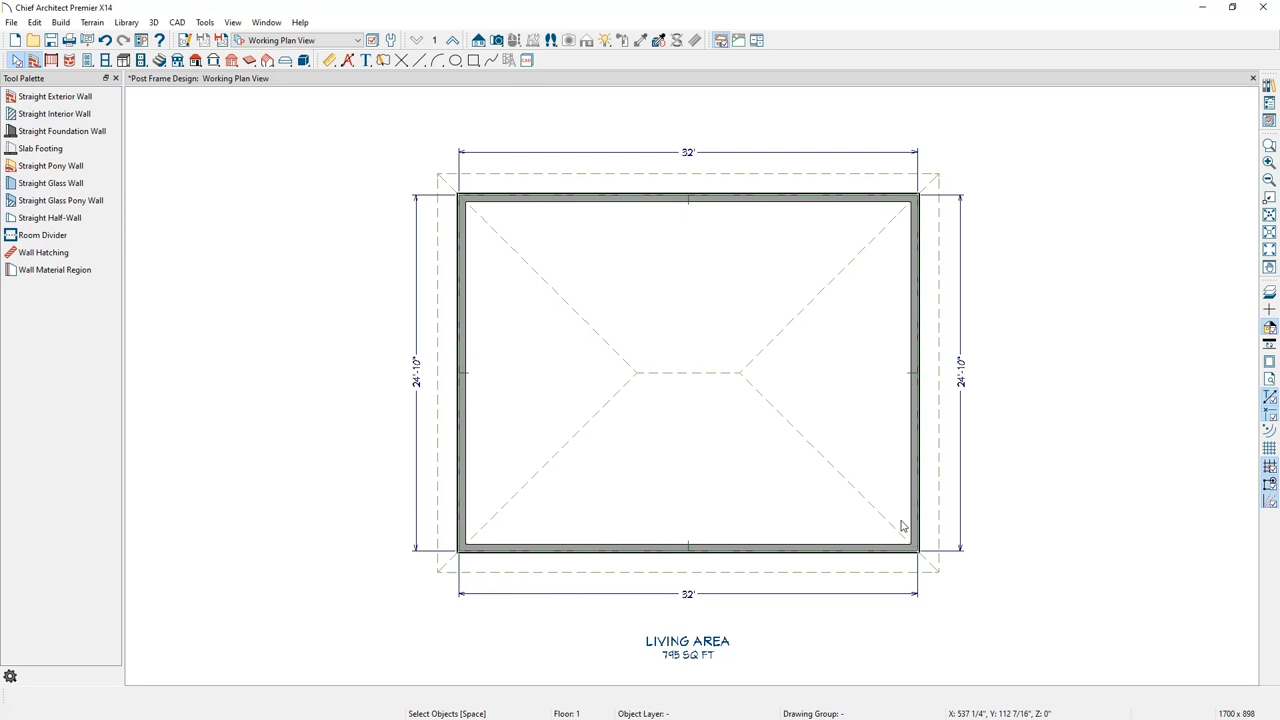 Chief Architect Premier X14
File Edit Build Terrain Library 3D CAD Tools View Window Help
Working Plan View 1
Tool Palette
*Post Frame Design: Working Plan View
Straight Exterior Wall
Straight Interior Wall
Straight Foundation Wall
Slab Footing
Straight Pony Wall
Straight Glass Wall
Straight Glass Pony Wall
Straight Half-Wall
Room Divider
Wall Hatching
Wall Material Region
32'
24'-10"
24'-10"
32'
LIVING AREA
795 SQ FT
Select Objects [Space] Floor: 1 Object Layer: - Drawing Group: - X: 537 1/4", Y: 112 7/16", Z: 0" 1700 x 898